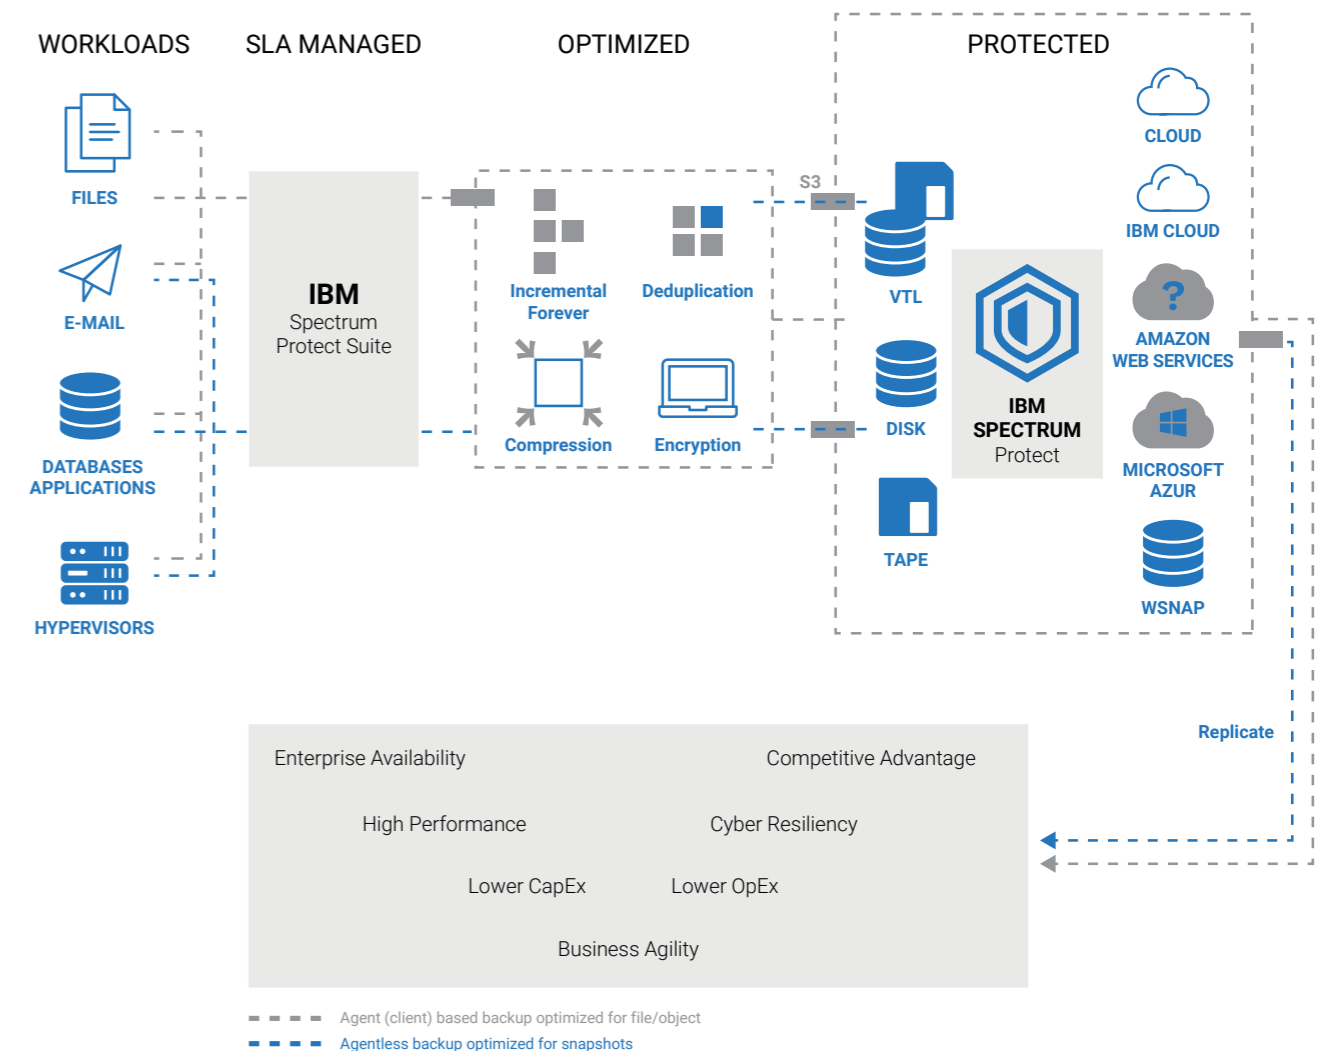 WORKLOADS
SLA MANAGED
OPTIMIZED
PROTECTED
FILES
E-MAIL
DATABASES
APPLICATIONS
HYPERVISORS
IBM
Spectrum
Protect Suite
Incremental
Forever
Deduplication
Compression
Encryption
S3
VTL
DISK
TAPE
IBM
SPECTRUM
Protect
CLOUD
IBM CLOUD
?
AMAZON
WEB SERVICES
MICROSOFT
AZUR
WSNAP
Replicate
Enterprise Availability
Competitive Advantage
High Performance
Cyber Resiliency
Lower CapEx
Lower OpEx
Business Agility
Agent (client) based backup optimized for file/object
Agentless backup optimized for snapshots